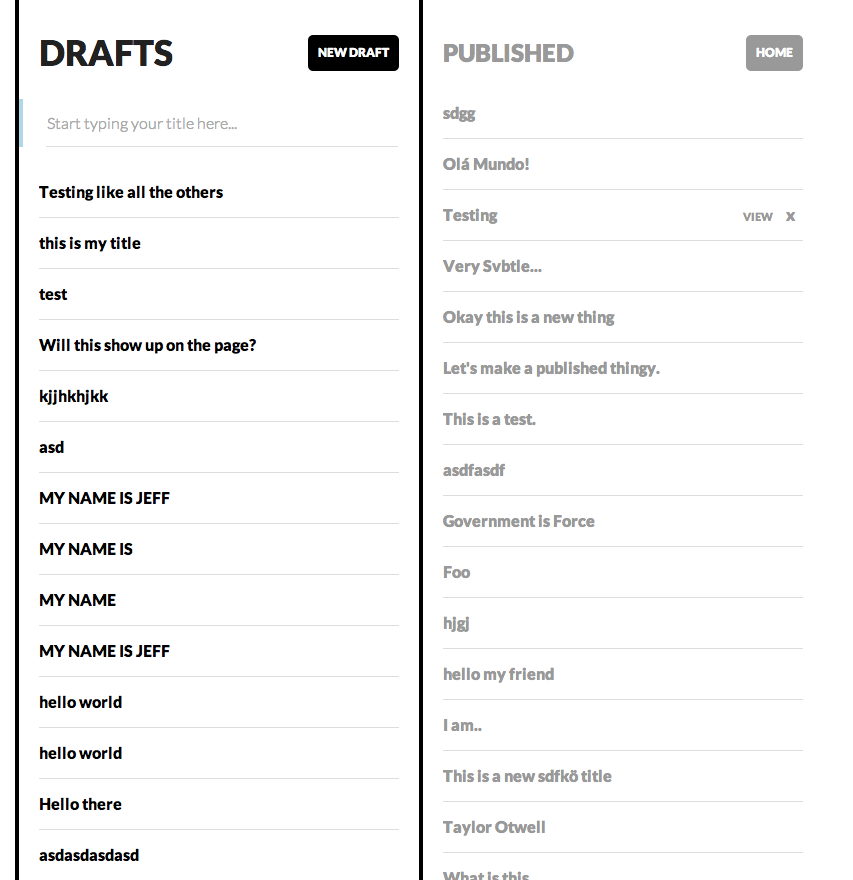 DRAFTS
NEW DRAFT
Start typing your title here...
Testing like all the others
this is my title
test
Will this show up on the page?
kjjhkhjkk
asd
MY NAME IS JEFF
MY NAME IS
MY NAME
MY NAME IS JEFF
hello world
hello world
Hello there
asdasdasdasd
PUBLISHED
HOME
sdgg
Olá Mundo!
Testing
VIEW X
Very Svbtle...
Okay this is a new thing
Let's make a published thingy.
This is a test.
asdfasdf
Government is Force
Foo
hjgj
hello my friend
I am..
This is a new sdfkö title
Taylor Otwell
What is this